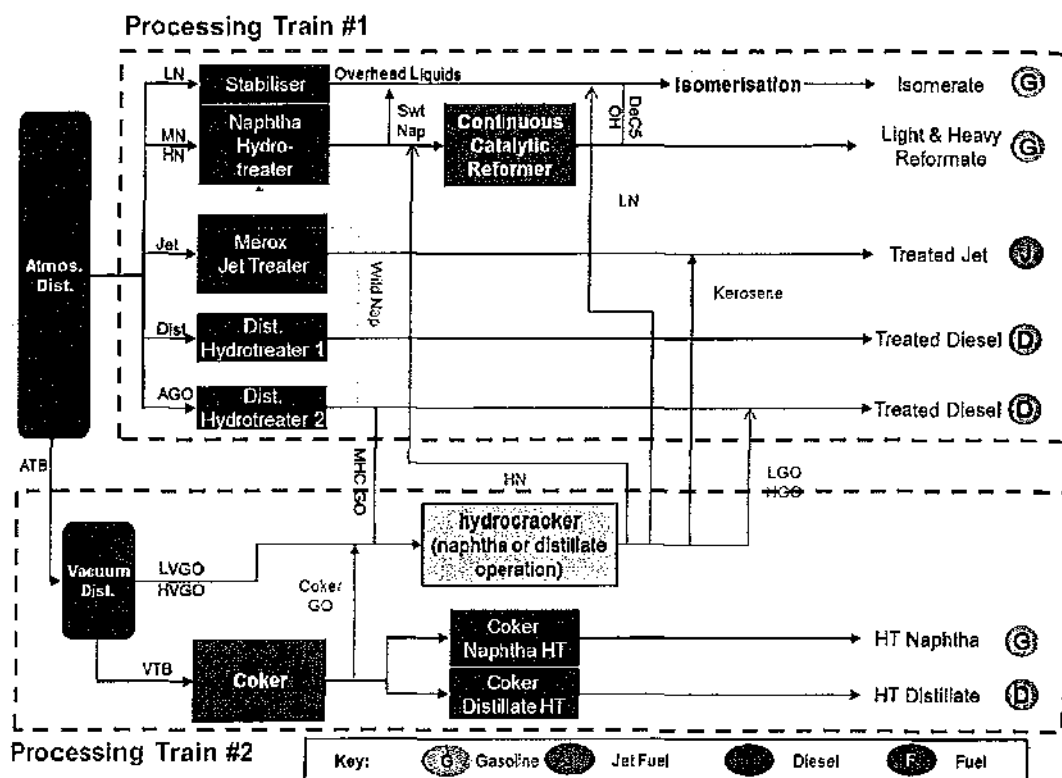 Processing Train #1
LN
Stabiliser
Overhead Liquids
Isomerisation
Isomerate
G
MN
HN
Naphtha
Hydro-
treater
Swt
Nap
Continuous
Catalytic
Reformer
DeC5
OH
Light & Heavy
Reformate
G
LN
Atmos.
Dist.
Jet
Merox
Jet Treater
Wild Nap
Kerosene
Treated Jet
J
Dist
Dist.
Hydrotreater 1
Treated Diesel
D
AGO
Dist.
Hydrotreater 2
Treated Diesel
D
ATB
MHC IGO
HN
LGO
HGO
Vacuum
Dist.
LVGO
HVGO
Coker
GO
hydrocracker
(naphtha or distillate
operation)
VTB
Coker
Coker
Naphtha HT
HT Naphtha
G
Coker
Distillate HT
HT Distillate
D
Processing Train #2
Key:
G
Gasoline
Jet Fuel
Diesel
F
Fuel